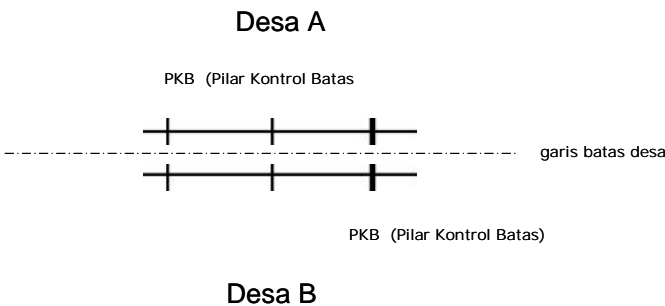 Desa A
PKB (Pilar Kontrol Batas
garis batas desa
PKB (Pilar Kontrol Batas)
Desa B